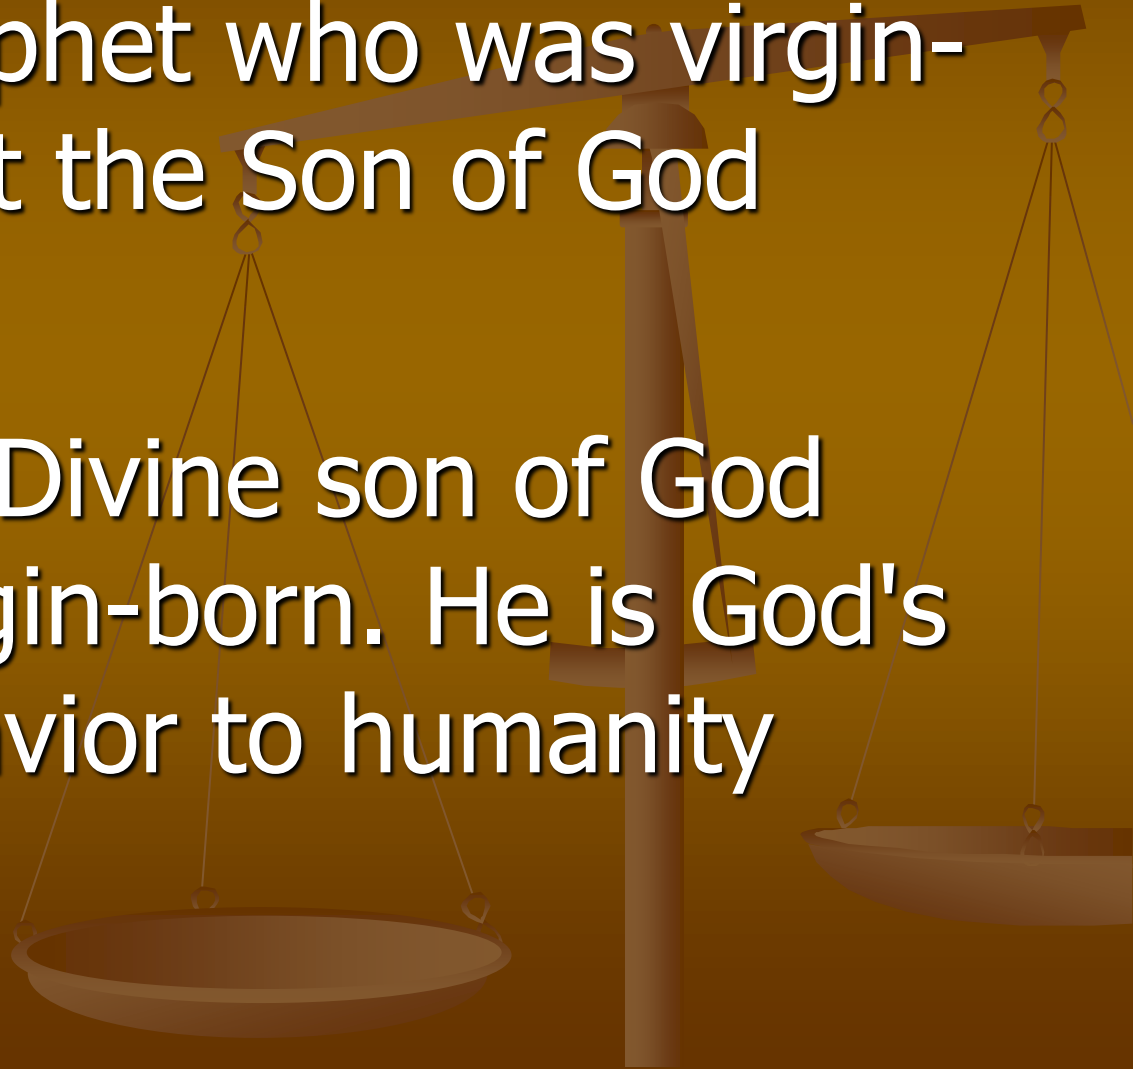 phet who was virgin-
t the Son of God
Divine son of God
gin-born. He is God's
vior to humanity